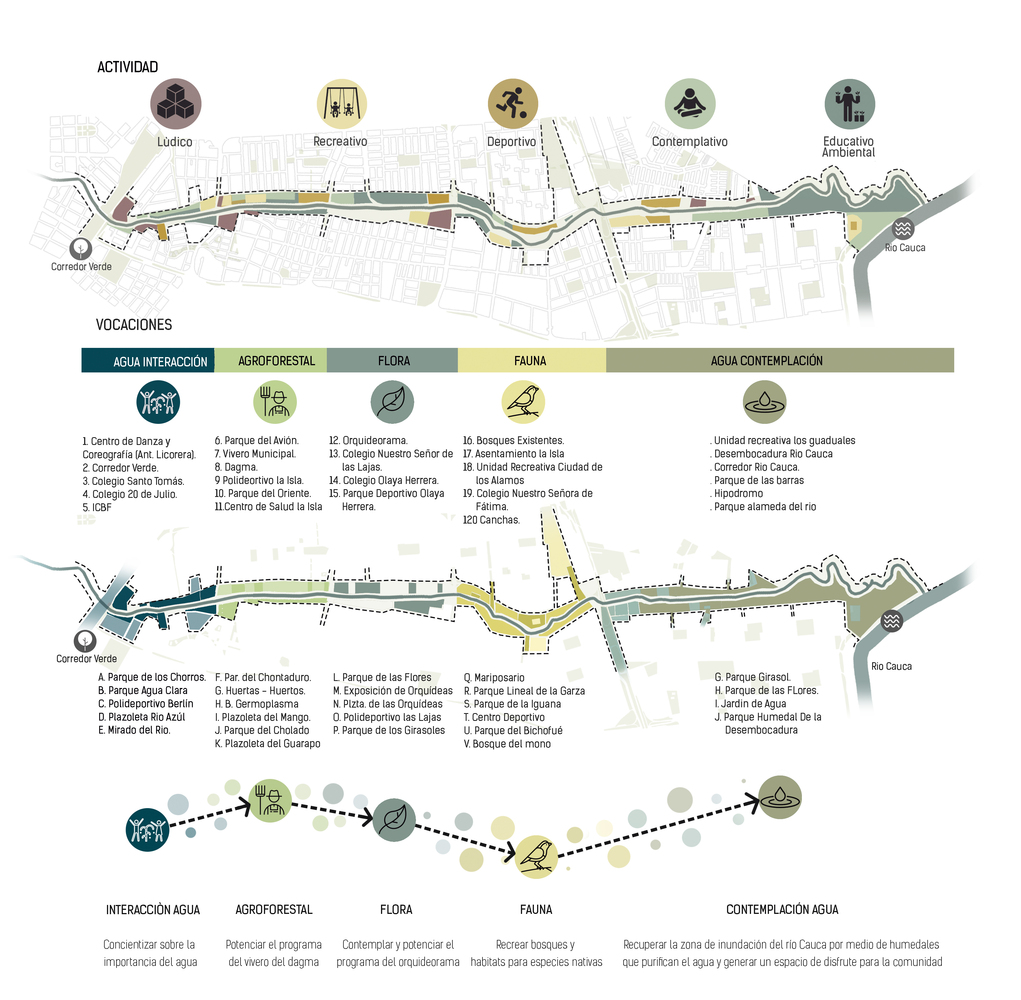 ACTIVIDAD
Lùdico
Recreativo
Deportivo
Contemplativo
Educativo
Ambiental
Corredor Verde
Rio Cauca
VOCACIONES
AGUA INTERACCIÓN
AGROFORESTAL
FLORA
FAUNA
AGUA CONTEMPLACIÓN
1. Centro de Danza y
Coreografía (Ant. Licorera).
2. Corredor Verde.
3. Colegio Santo Tomás.
4. Colegio 20 de Julio.
5. ICBF
6. Parque del Avión.
7. Vivero Municipal.
8. Dagma.
9 Polideortivo la Isla.
10. Parque del Oriente.
11.Centro de Salud la Isla
12. Orquideorama.
13. Colegio Nuestro Señor de
las Lajas.
14. Colegio Olaya Herrera.
15. Parque Deportivo Olaya
Herrera.
16. Bosques Existentes.
17. Asentamiento la Isla
18. Unidad Recreativa Ciudad de
los Alamos
19. Colegio Nuestro Señora de
Fátima.
120 Canchas.
. Unidad recreativa los guaduales
. Desembocadura Rio Cauca
. Corredor Rio Cauca.
. Parque de las barras
. Hipodromo
. Parque alameda del rio
Corredor Verde
Rio Cauca
A. Parque de los Chorros.
B. Parque Agua Clara
C. Polideportivo Berlín
D. Plazoleta Rio Azúl
E. Mirado del Rio.
F. Par. del Chontaduro.
G. Huertas - Huertos.
H. B. Germoplasma
I. Plazoleta del Mango.
J. Parque del Cholado
K. Plazoleta del Guarapo
L. Parque de las Flores
M. Exposición de Orquídeas
N. Plzta. de las Orquídeas
O. Polideportivo las Lajas
P. Parque de los Girasoles
Q. Mariposario
R. Parque Lineal de la Garza
S. Parque de la Iguana
T. Centro Deportivo
U. Parque del Bichofué
V. Bosque del mono
G. Parque Girasol.
H. Parque de las FLores.
I. Jardin de Agua
J. Parque Humedal De la
Desembocadura
INTERACCIÒN AGUA
AGROFORESTAL
FLORA
FAUNA
CONTEMPLACIÓN AGUA
Concientizar sobre la
importancia del agua
Potenciar el programa
del vivero del dagma
Contemplar y potenciar el
programa del orquideorama
Recrear bosques y
habitats para especies nativas
Recuperar la zona de inundación del río Cauca por medio de humedales
que purifican el agua y generar un espacio de disfrute para la comunidad